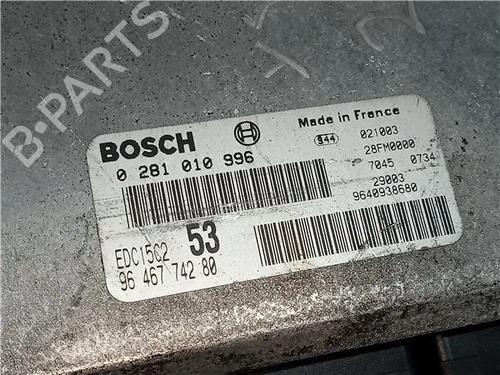 B-PARTS
BOSCH
Made in France
0 281 010 996
S44 021003
28FM0000
7045 0734
29003
9640938680
EDC15C2 53
96 467 742 80